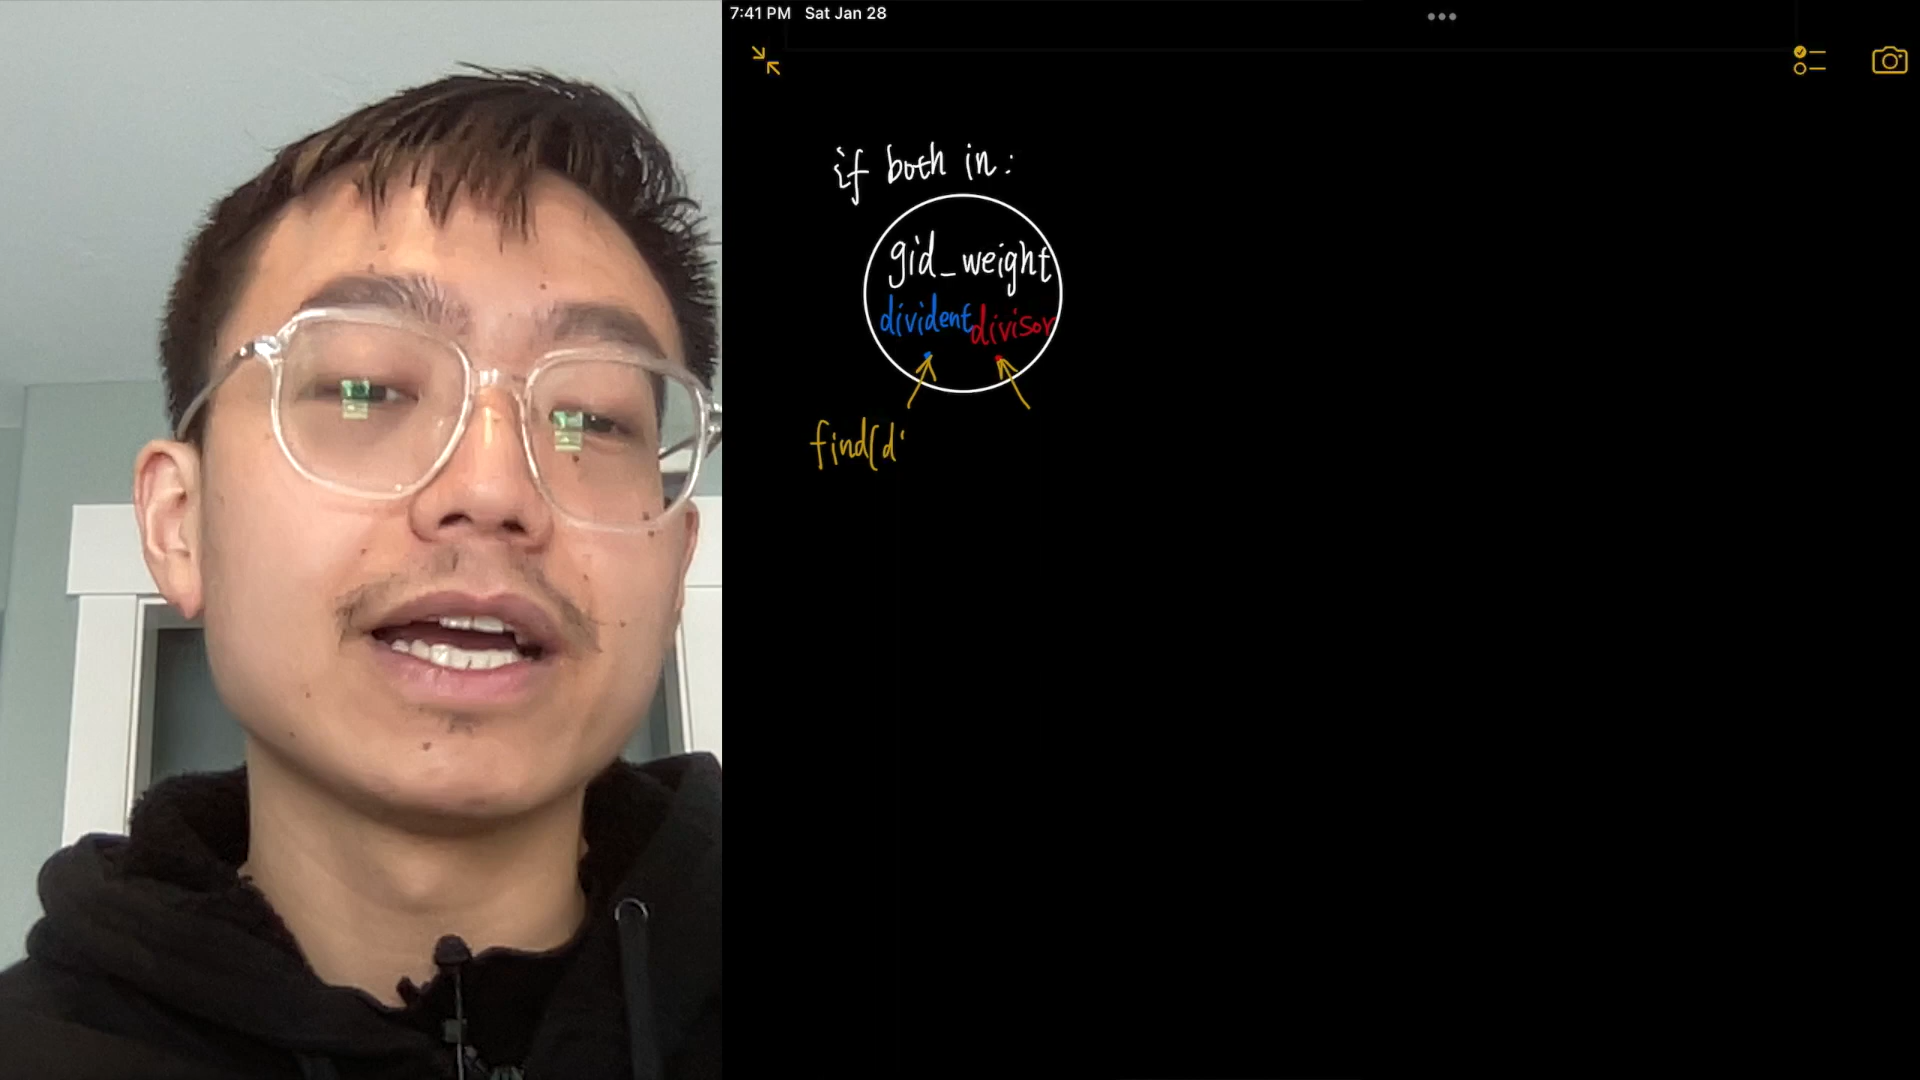 7:41 PM Sat Jan 28
if both in:
gid_weight
divident divisor
find(d'